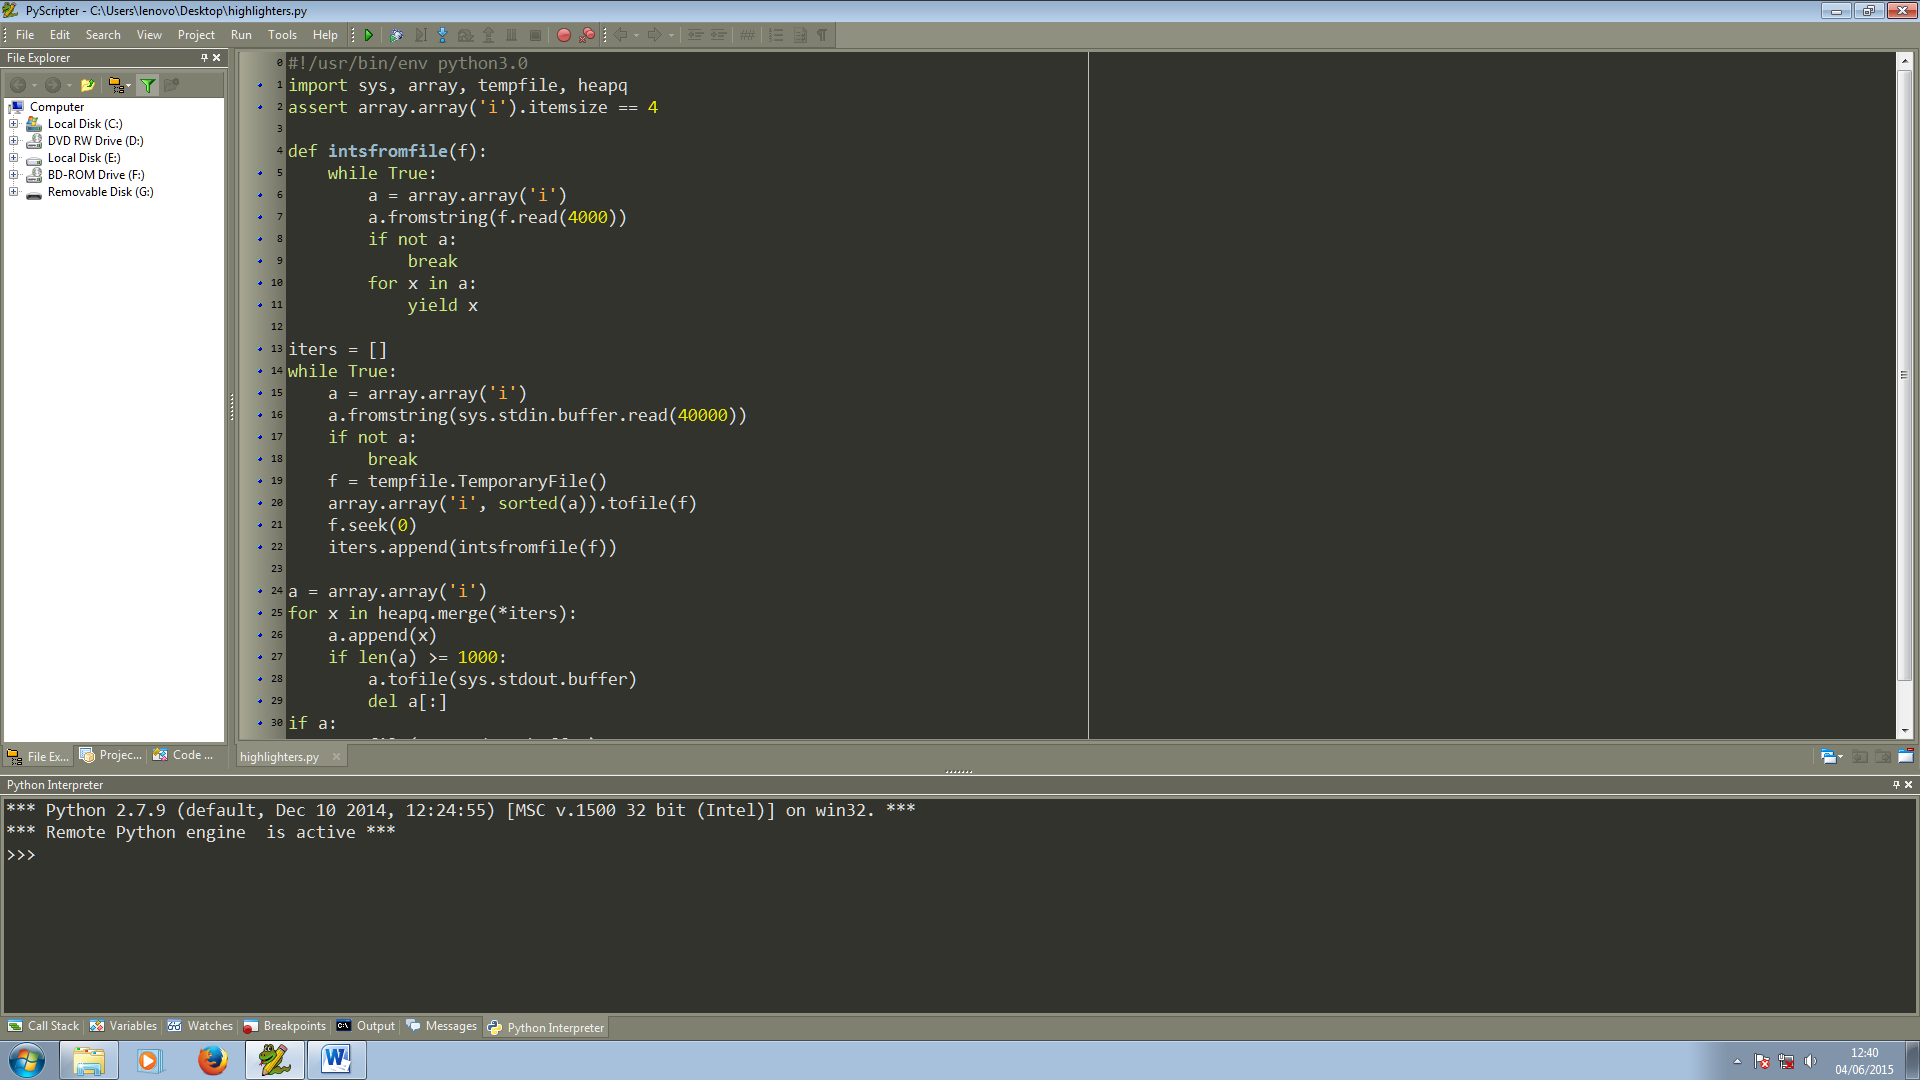 PyScripter - C:\Users\lenovo\Desktop\highlighters.py
File Edit Search View Project Run Tools Help
File Explorer
Computer
Local Disk (C:)
DVD RW Drive (D:)
Local Disk (E:)
BD-ROM Drive (F:)
Removable Disk (G:)
File Ex... Projec... Code ...
0 #!/usr/bin/env python3.0
1 import sys, array, tempfile, heapq
2 assert array.array('i').itemsize == 4
3
4 def intsfromfile(f):
5     while True:
6         a = array.array('i')
7         a.fromstring(f.read(4000))
8         if not a:
9             break
10         for x in a:
11             yield x
12
13 iters = []
14 while True:
15     a = array.array('i')
16     a.fromstring(sys.stdin.buffer.read(40000))
17     if not a:
18         break
19     f = tempfile.TemporaryFile()
20     array.array('i', sorted(a)).tofile(f)
21     f.seek(0)
22     iters.append(intsfromfile(f))
23
24 a = array.array('i')
25 for x in heapq.merge(*iters):
26     a.append(x)
27     if len(a) >= 1000:
28         a.tofile(sys.stdout.buffer)
29         del a[:]
30 if a:
highlighters.py
Python Interpreter
*** Python 2.7.9 (default, Dec 10 2014, 12:24:55) [MSC v.1500 32 bit (Intel)] on win32. ***
*** Remote Python engine  is active ***
>>>
Call Stack Variables Watches Breakpoints Output Messages Python Interpreter
12:40
04/06/2015